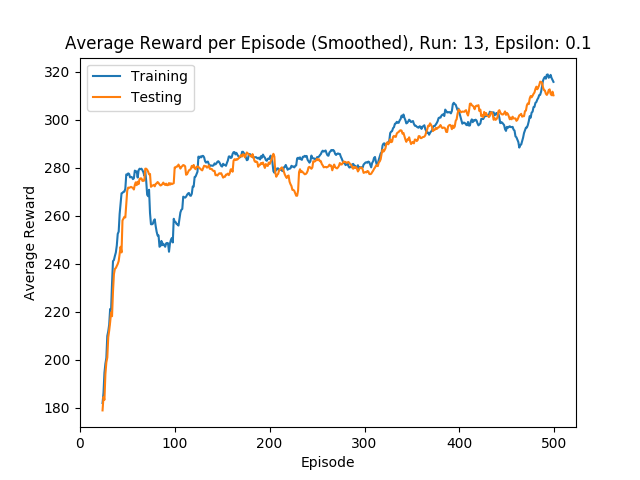 Average Reward per Episode (Smoothed), Run: 13, Epsilon: 0.1
Training
Testing
320
300
280
260
240
220
200
180
Average Reward
0
100
200
300
400
500
Episode